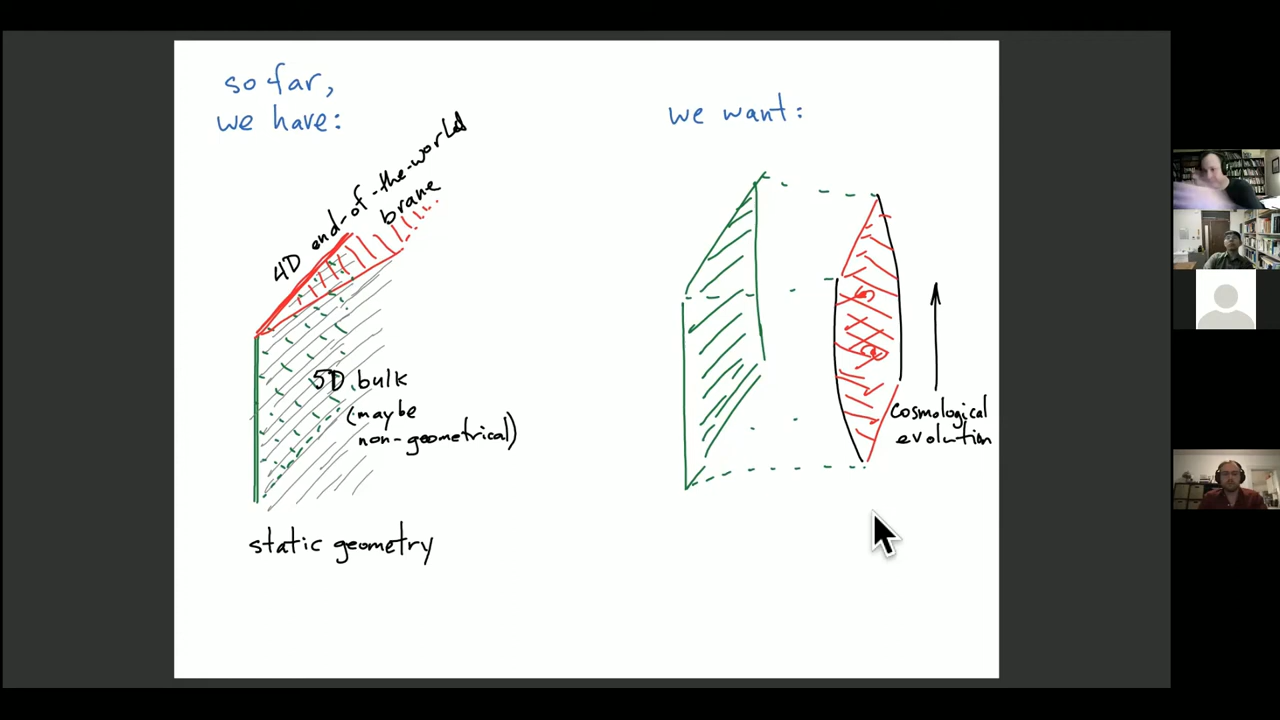 so far,
we have:
4D end-of-the-world
brane
5D bulk
(maybe
non-geometrical)
static geometry
we want:
cosmological
evolution